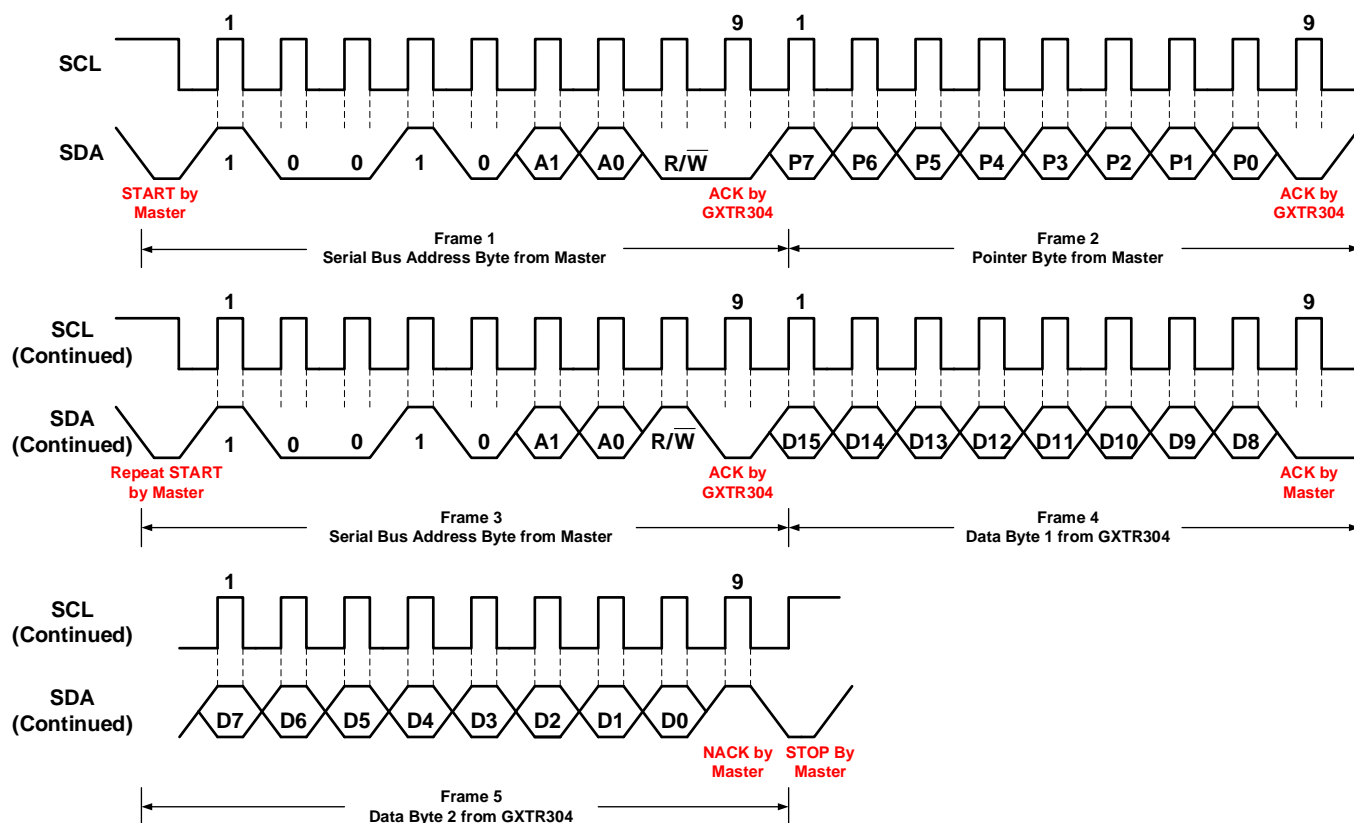 1 9 1 9
SCL
SDA
1 0 0 1 0 A1 A0 R/W̅ P7 P6 P5 P4 P3 P2 P1 P0
START by
Master
ACK by
GXTR304
ACK by
GXTR304
Frame 1
Serial Bus Address Byte from Master
Frame 2
Pointer Byte from Master
1 9 1 9
SCL
(Continued)
SDA
(Continued)
1 0 0 1 0 A1 A0 R/W̅ D15 D14 D13 D12 D11 D10 D9 D8
Repeat START
by Master
ACK by
GXTR304
ACK by
Master
Frame 3
Serial Bus Address Byte from Master
Frame 4
Data Byte 1 from GXTR304
1 9
SCL
(Continued)
SDA
(Continued)
D7 D6 D5 D4 D3 D2 D1 D0
NACK by
Master
STOP By
Master
Frame 5
Data Byte 2 from GXTR304